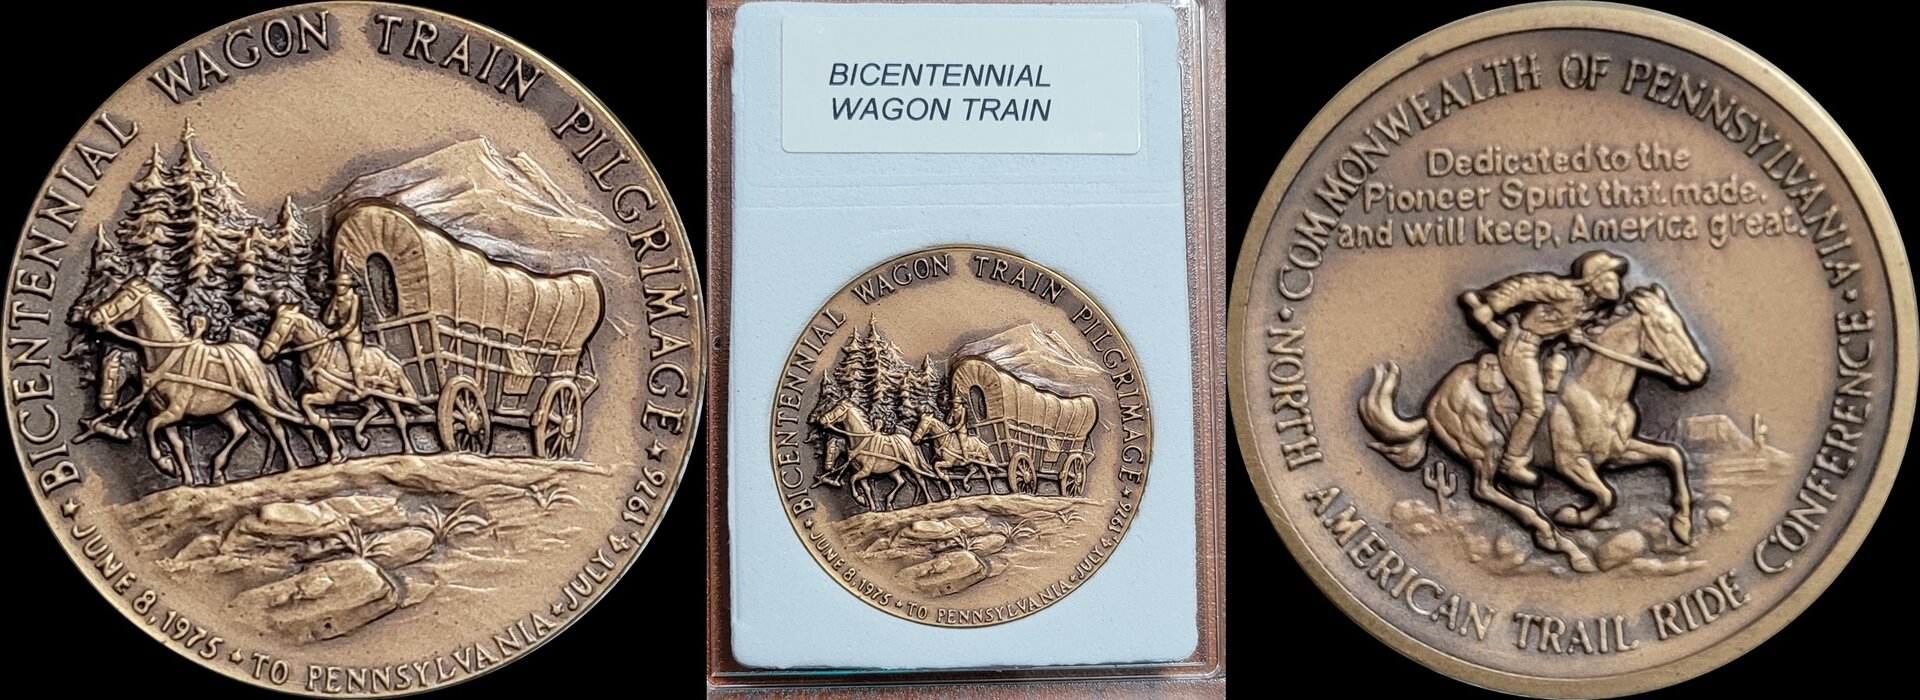 BICENTENNIAL WAGON TRAIN PILGRIMAGE
★ JUNE 8, 1975 ★ TO PENNSYLVANIA ★ JULY 4, 1976 ★
BICENTENNIAL
WAGON TRAIN
BICENTENNIAL WAGON TRAIN PILGRIMAGE
★ JUNE 8, 1975 ★ TO PENNSYLVANIA ★ JULY 4, 1976 ★
· COMMONWEALTH OF PENNSYLVANIA ·
Dedicated to the
Pioneer Spirit that made,
and will keep, America great.
NORTH AMERICAN TRAIL RIDE CONFERENCE